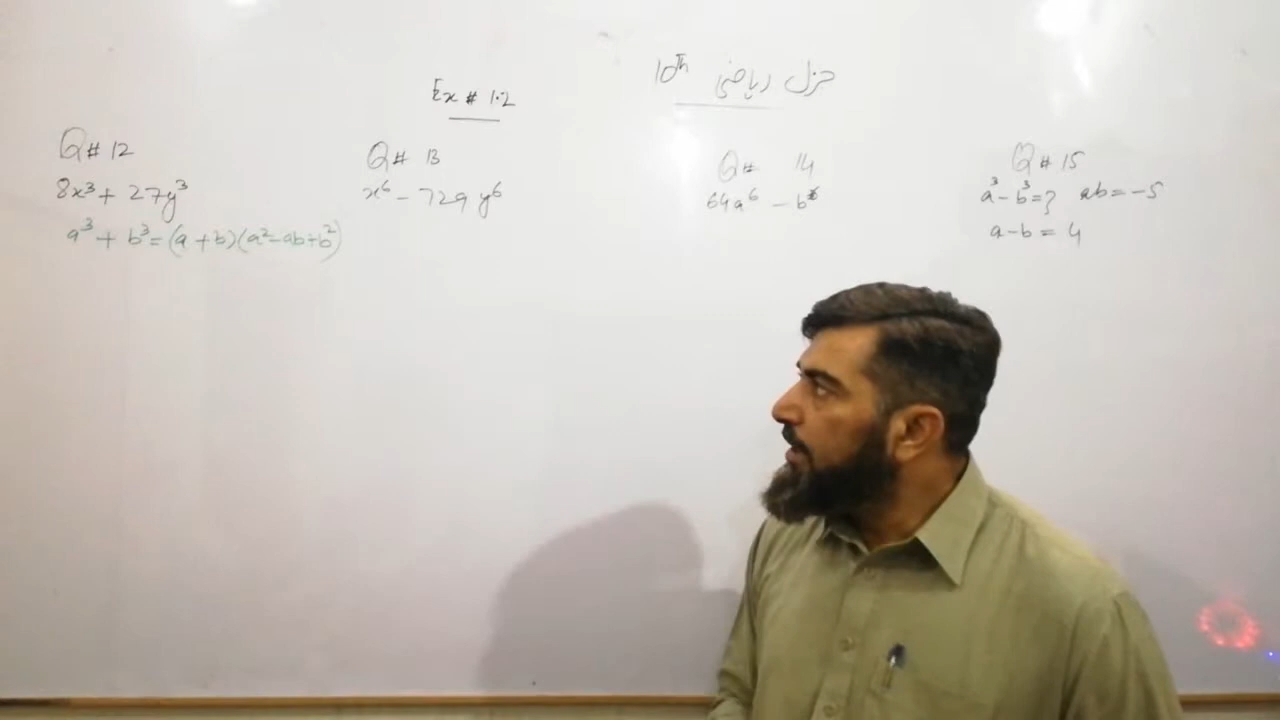 10th جنرل ریاضی
Ex # 1.2
Q# 12
8x³ + 27y³
a³ + b³ = (a + b)(a² - ab + b²)
Q# 13
x⁶ - 729 y⁶
Q# 14
64a⁶ - b⁶
Q# 15
a³ - b³ = ? ab = -5
a - b = 4